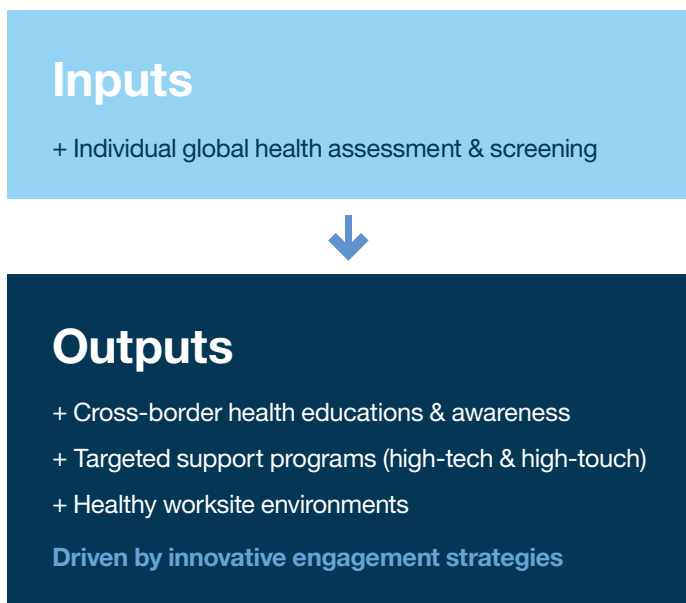 Inputs
+ Individual global health assessment & screening
Outputs
+ Cross-border health educations & awareness
+ Targeted support programs (high-tech & high-touch)
+ Healthy worksite environments
Driven by innovative engagement strategies